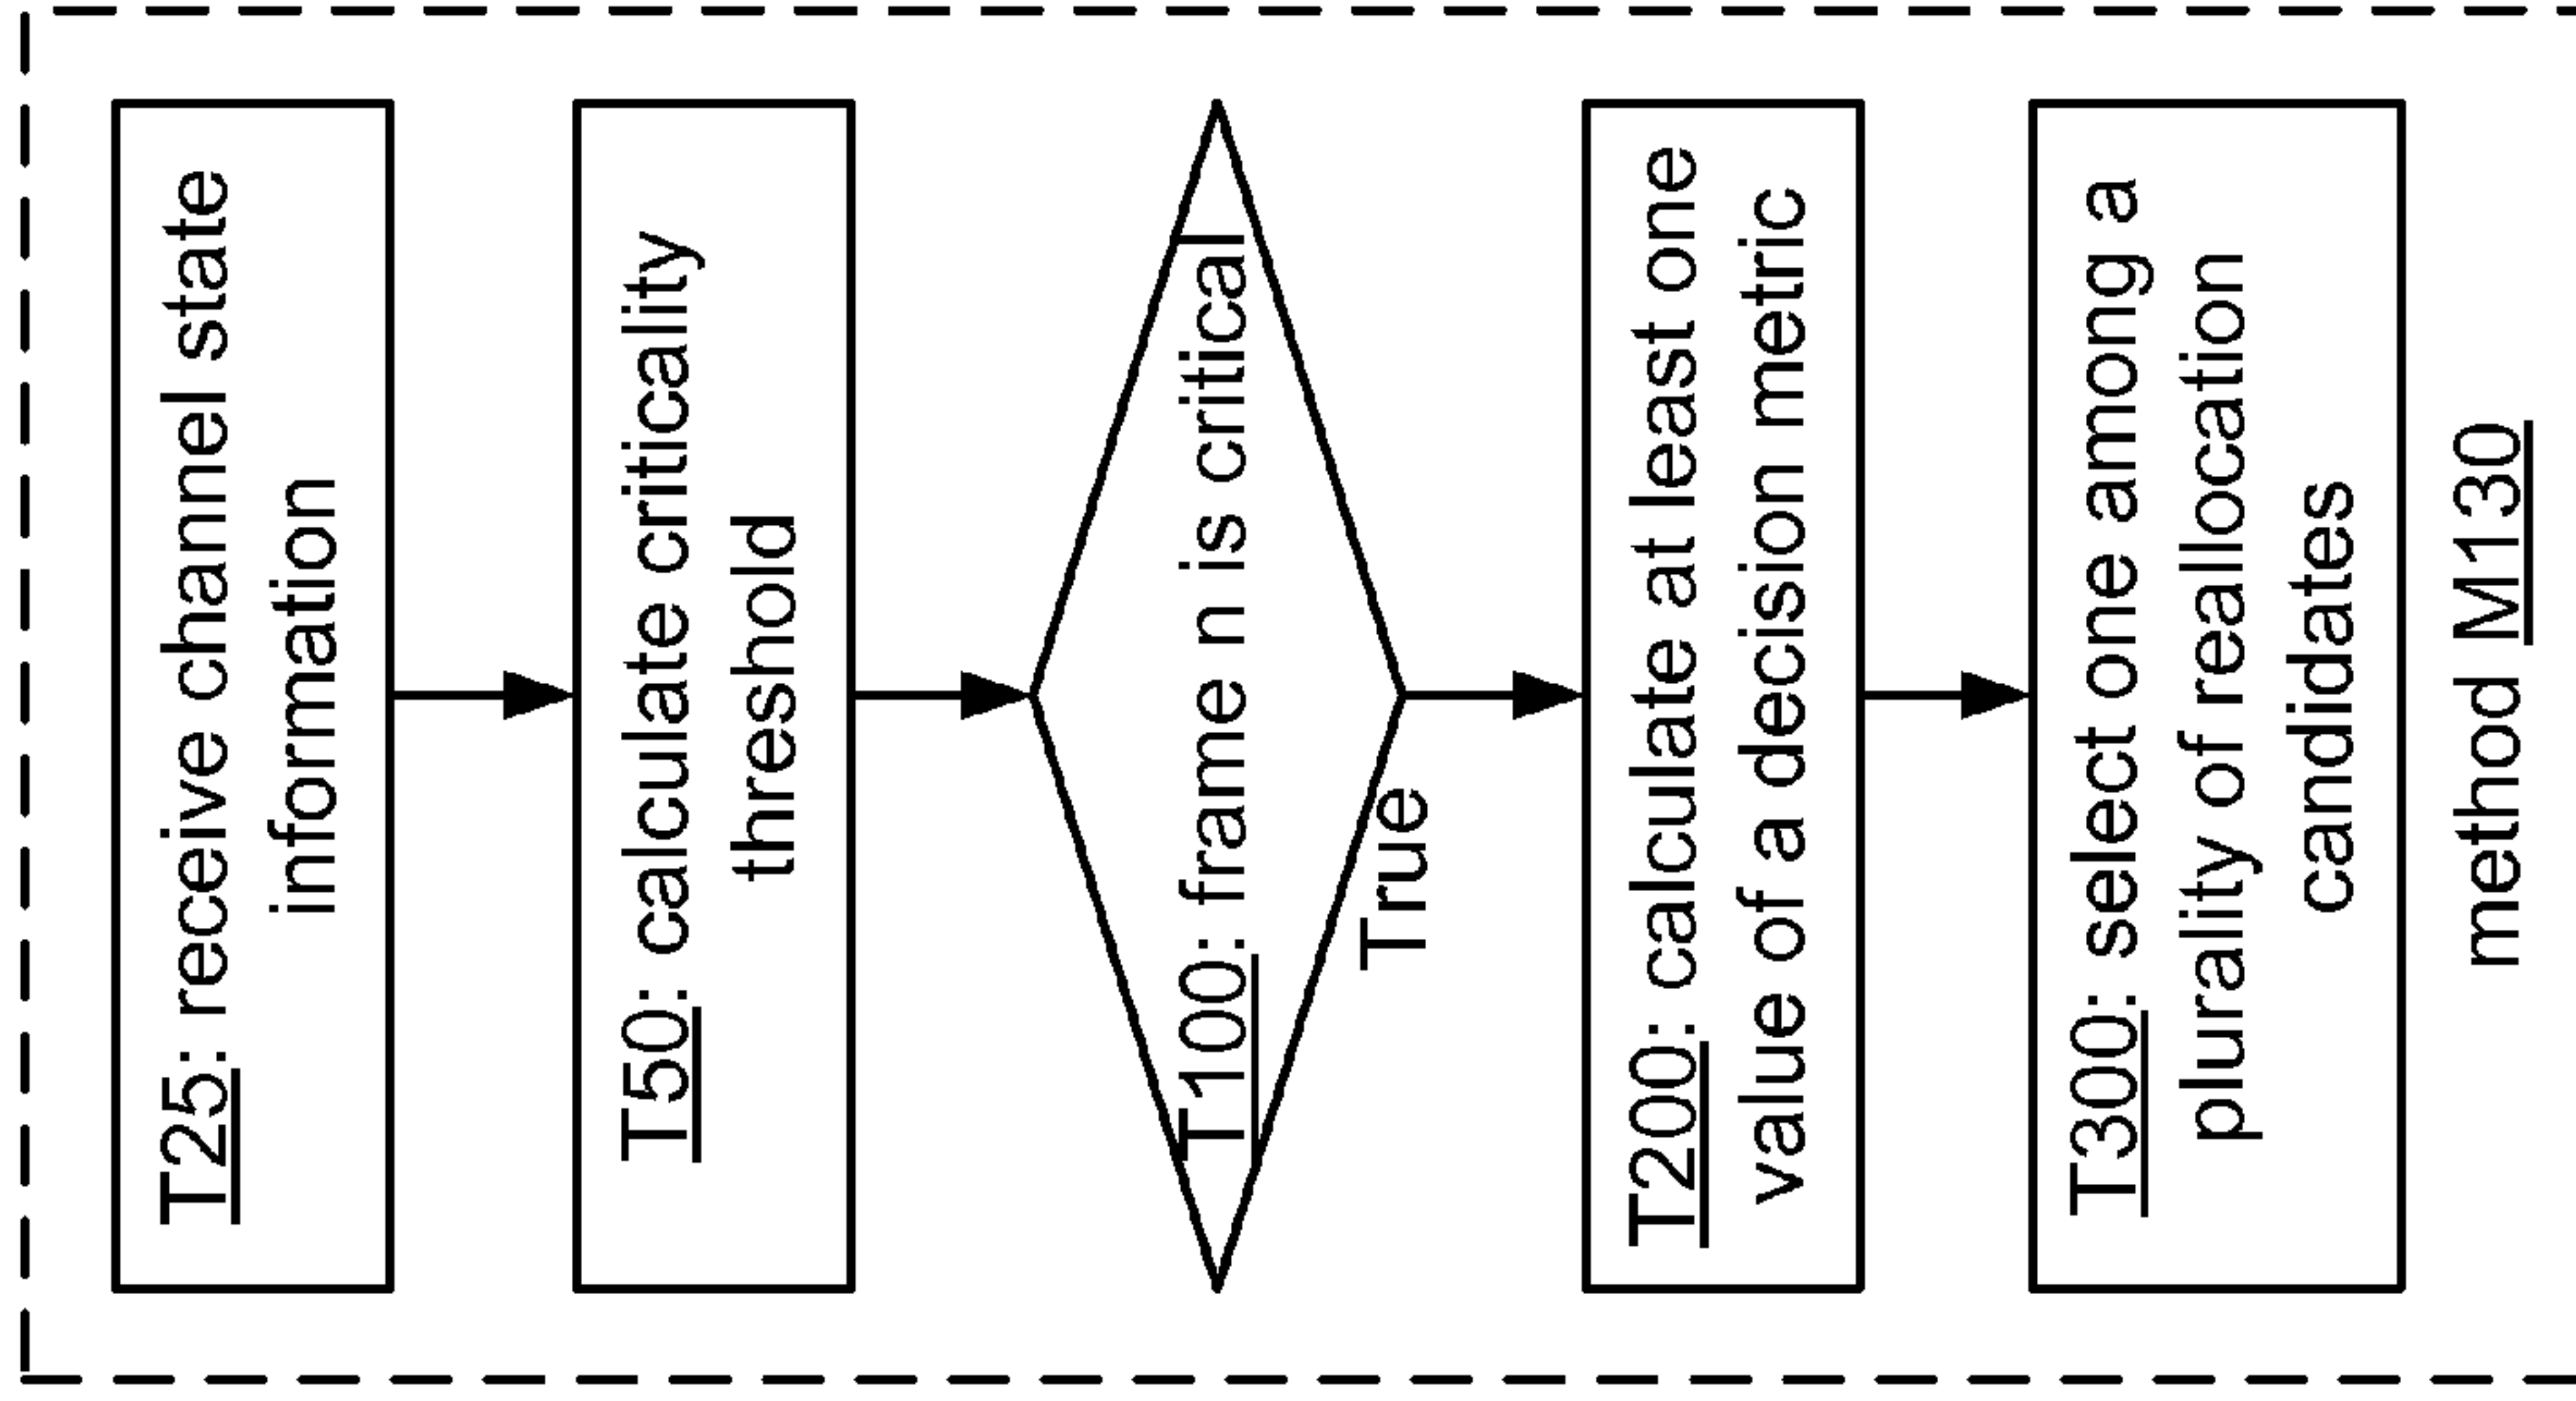 T25: receive channel state
information
T50: calculate criticality
threshold
T100: frame n is critical
True
T200: calculate at least one
value of a decision metric
T300: select one among a
plurality of reallocation
candidates
method M130